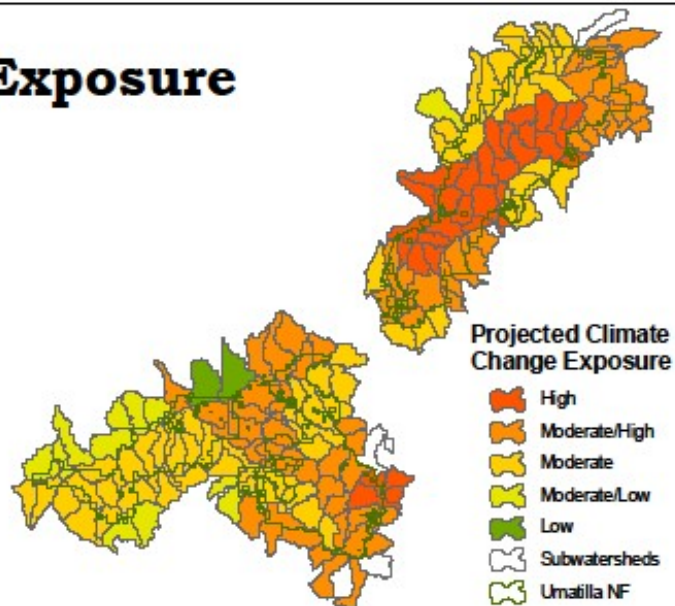 Exposure
Projected Climate
Change Exposure
High
Moderate/High
Moderate
Moderate/Low
Low
Subwatersheds
Umatilla NF